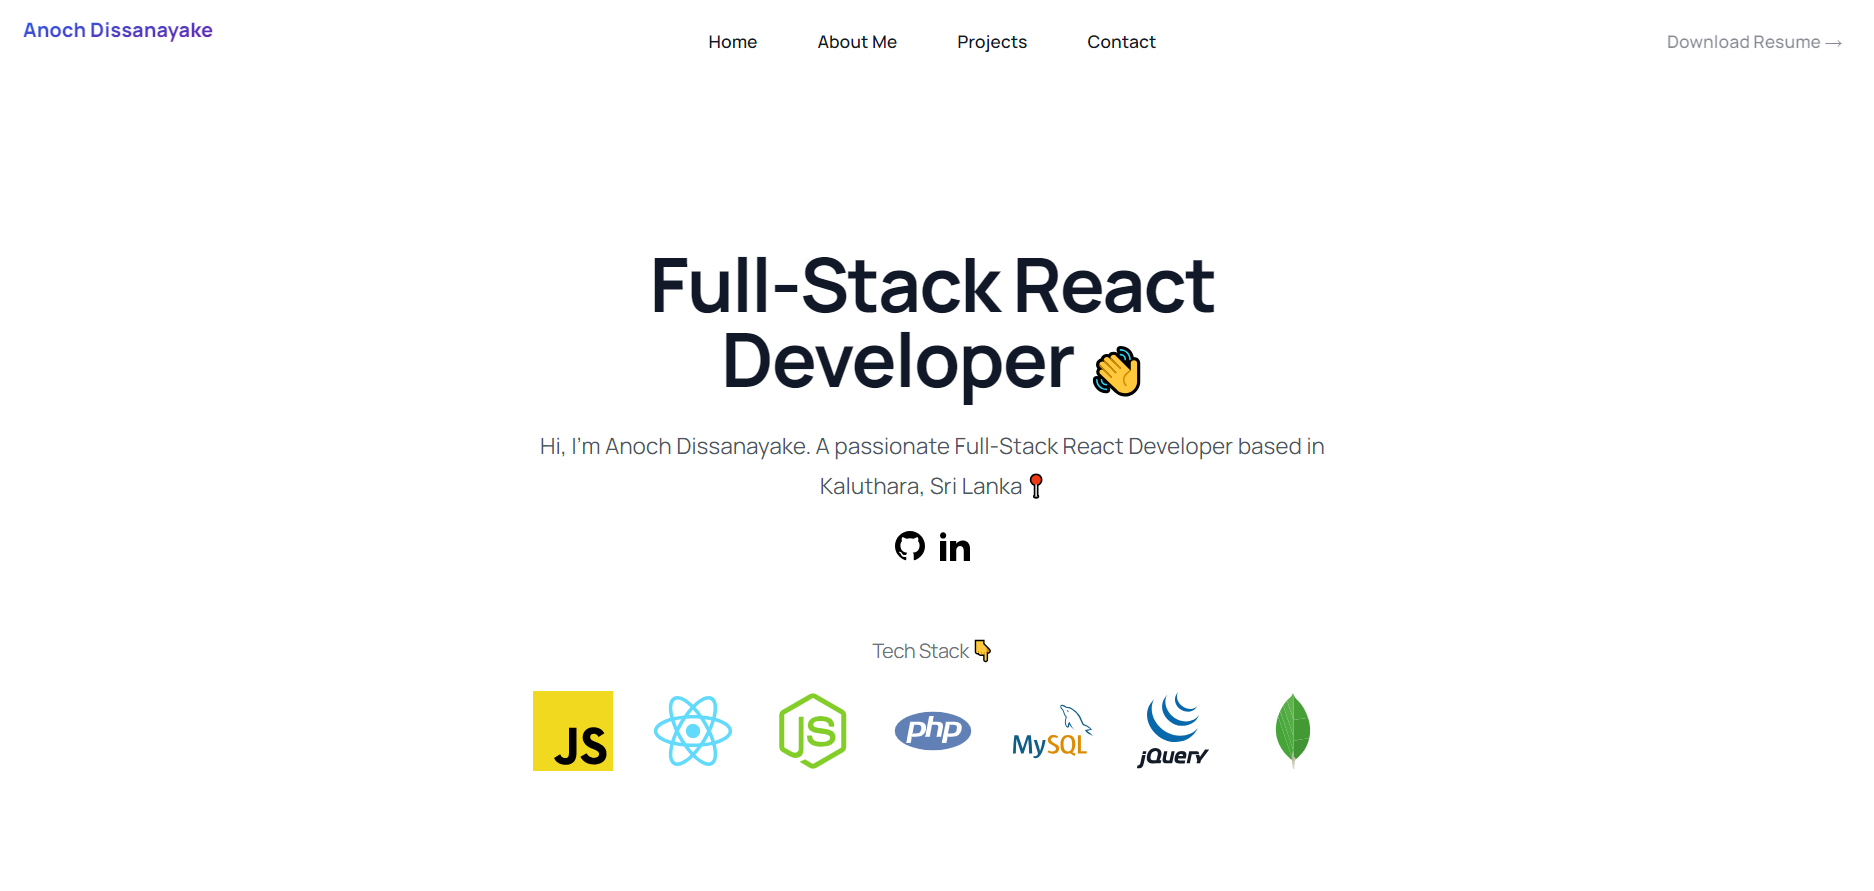 Anoch Dissanayake
Home
About Me
Projects
Contact
Download Resume →
Full-Stack React
Developer 👋
Hi, I'm Anoch Dissanayake. A passionate Full-Stack React Developer based in
Kaluthara, Sri Lanka 📍
in
Tech Stack 👇
JS
JS
php
MySQL
jQuery